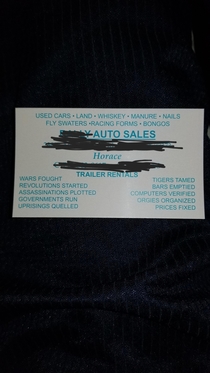 USED CARS • LAND • WHISKEY • MANURE • NAILS
FLY SWATERS •RACING FORMS • BONGOS
AUTO SALES
Horace
TRAILER RENTALS
WARS FOUGHT
REVOLUTIONS STARTED
ASSASSINATIONS PLOTTED
GOVERNMENTS RUN
UPRISINGS QUELLED
TIGERS TAMED
BARS EMPTIED
COMPUTERS VERIFIED
ORGIES ORGANIZED
PRICES FIXED